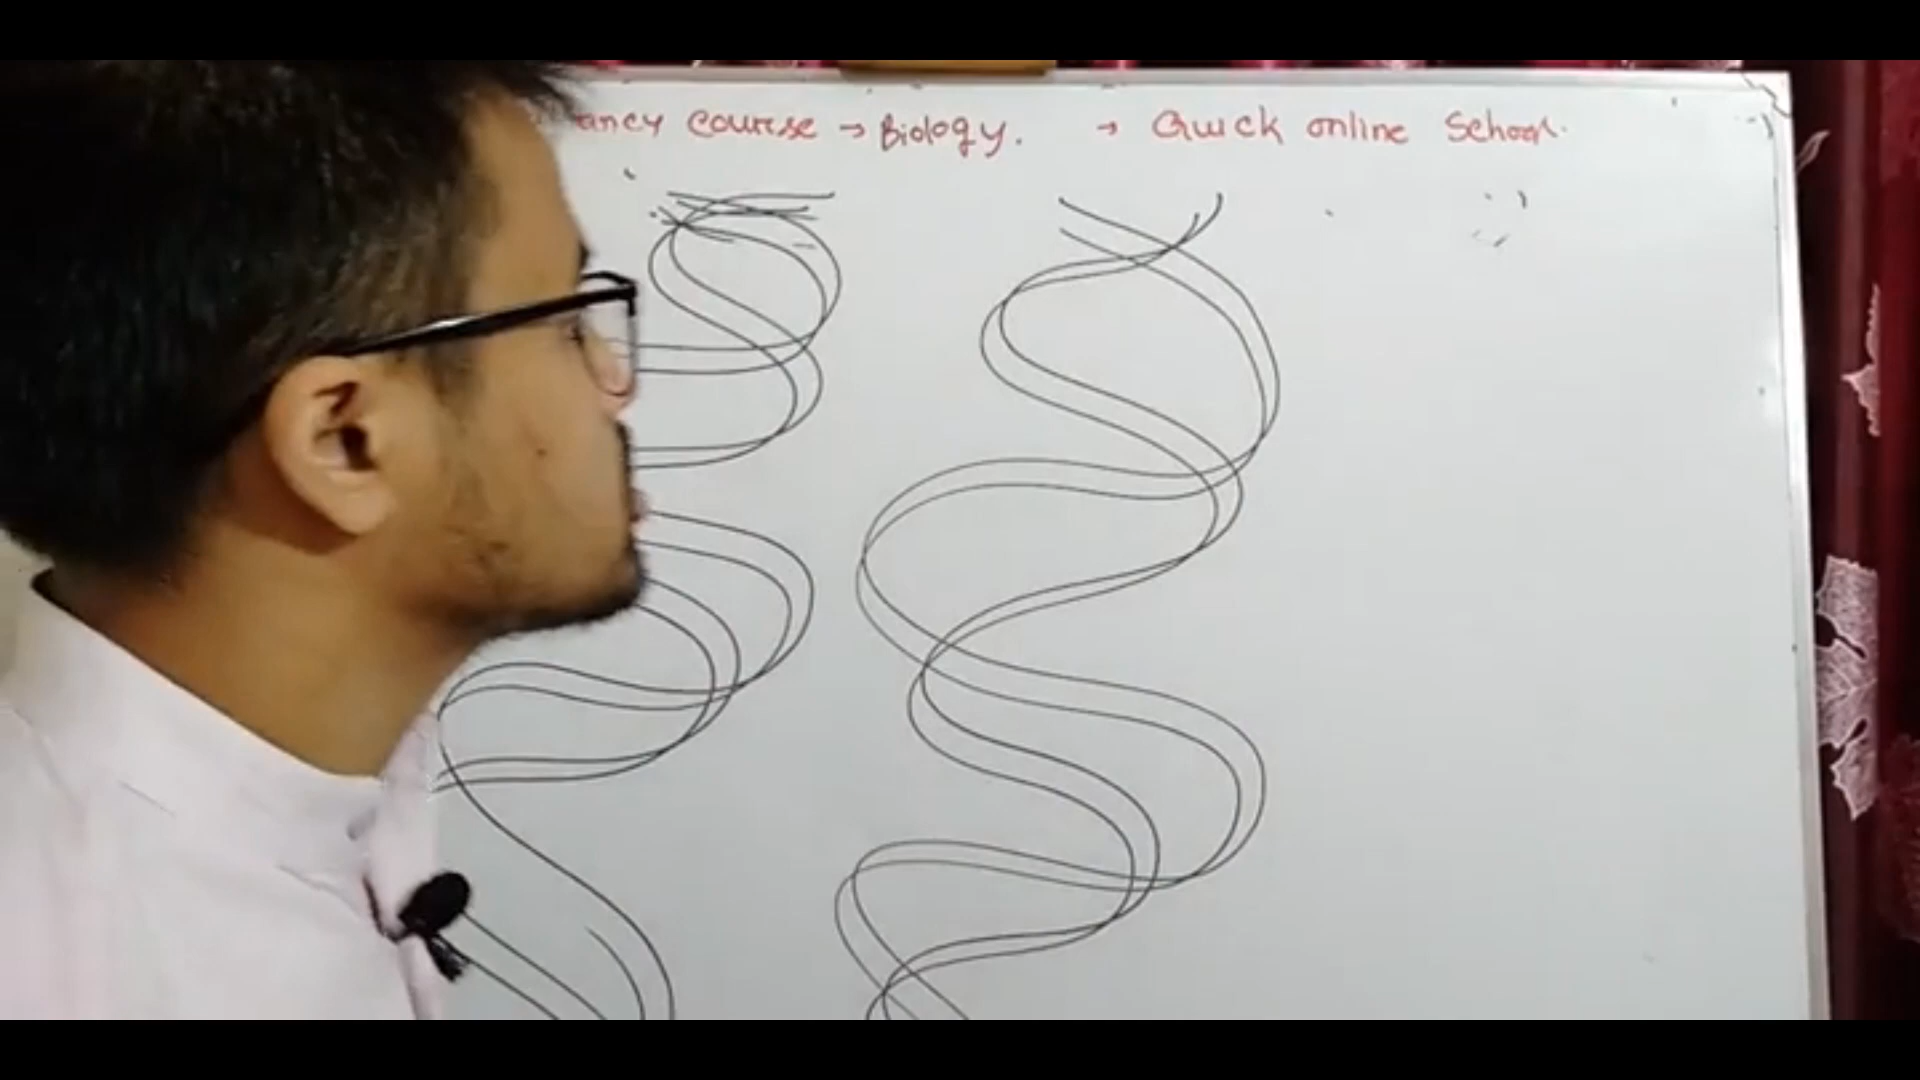 ancy course → Biology. → Quick online School.